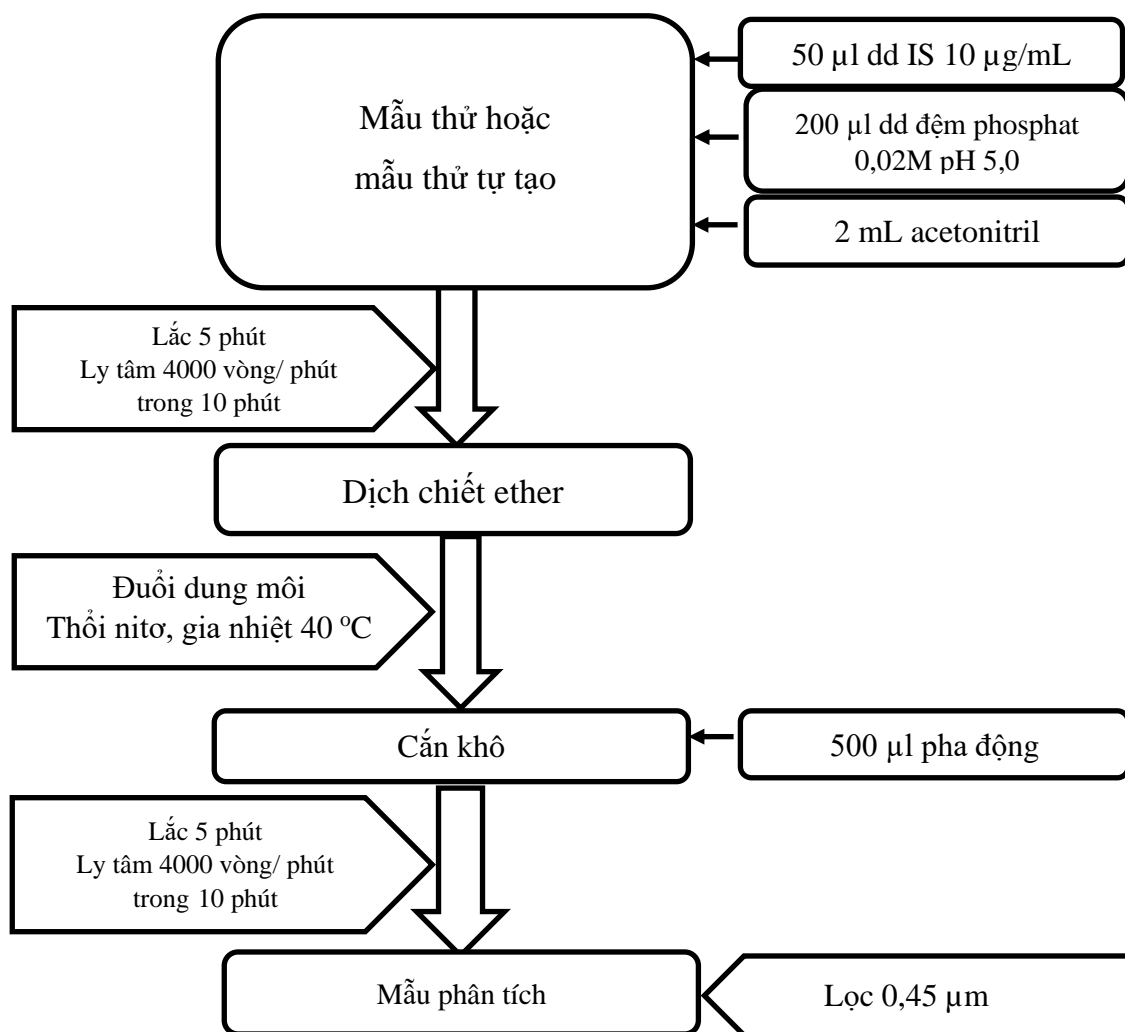 50 µl dd IS 10 µg/mL
Mẫu thử hoặc
mẫu thử tự tạo
200 µl dd đệm phosphat
0,02M pH 5,0
2 mL acetonitril
Lắc 5 phút
Ly tâm 4000 vòng/ phút
trong 10 phút
Dịch chiết ether
Đuổi dung môi
Thổi nitơ, gia nhiệt 40 ºC
Cắn khô
500 µl pha động
Lắc 5 phút
Ly tâm 4000 vòng/ phút
trong 10 phút
Mẫu phân tích
Lọc 0,45 µm